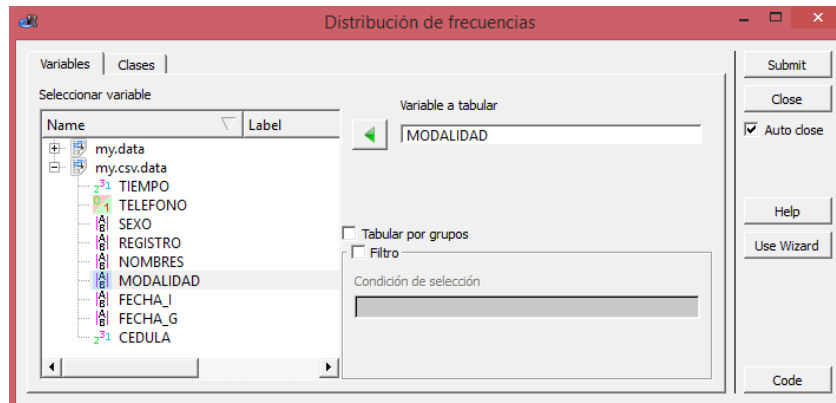 Distribución de frecuencias
Variables Clases
Seleccionar variable
Name Label
my.data
my.csv.data
TIEMPO
TELEFONO
SEXO
REGISTRO
NOMBRES
MODALIDAD
FECHA_I
FECHA_G
CEDULA
Variable a tabular
MODALIDAD
Tabular por grupos
Filtro
Condición de selección
Submit
Close
Auto close
Help
Use Wizard
Code